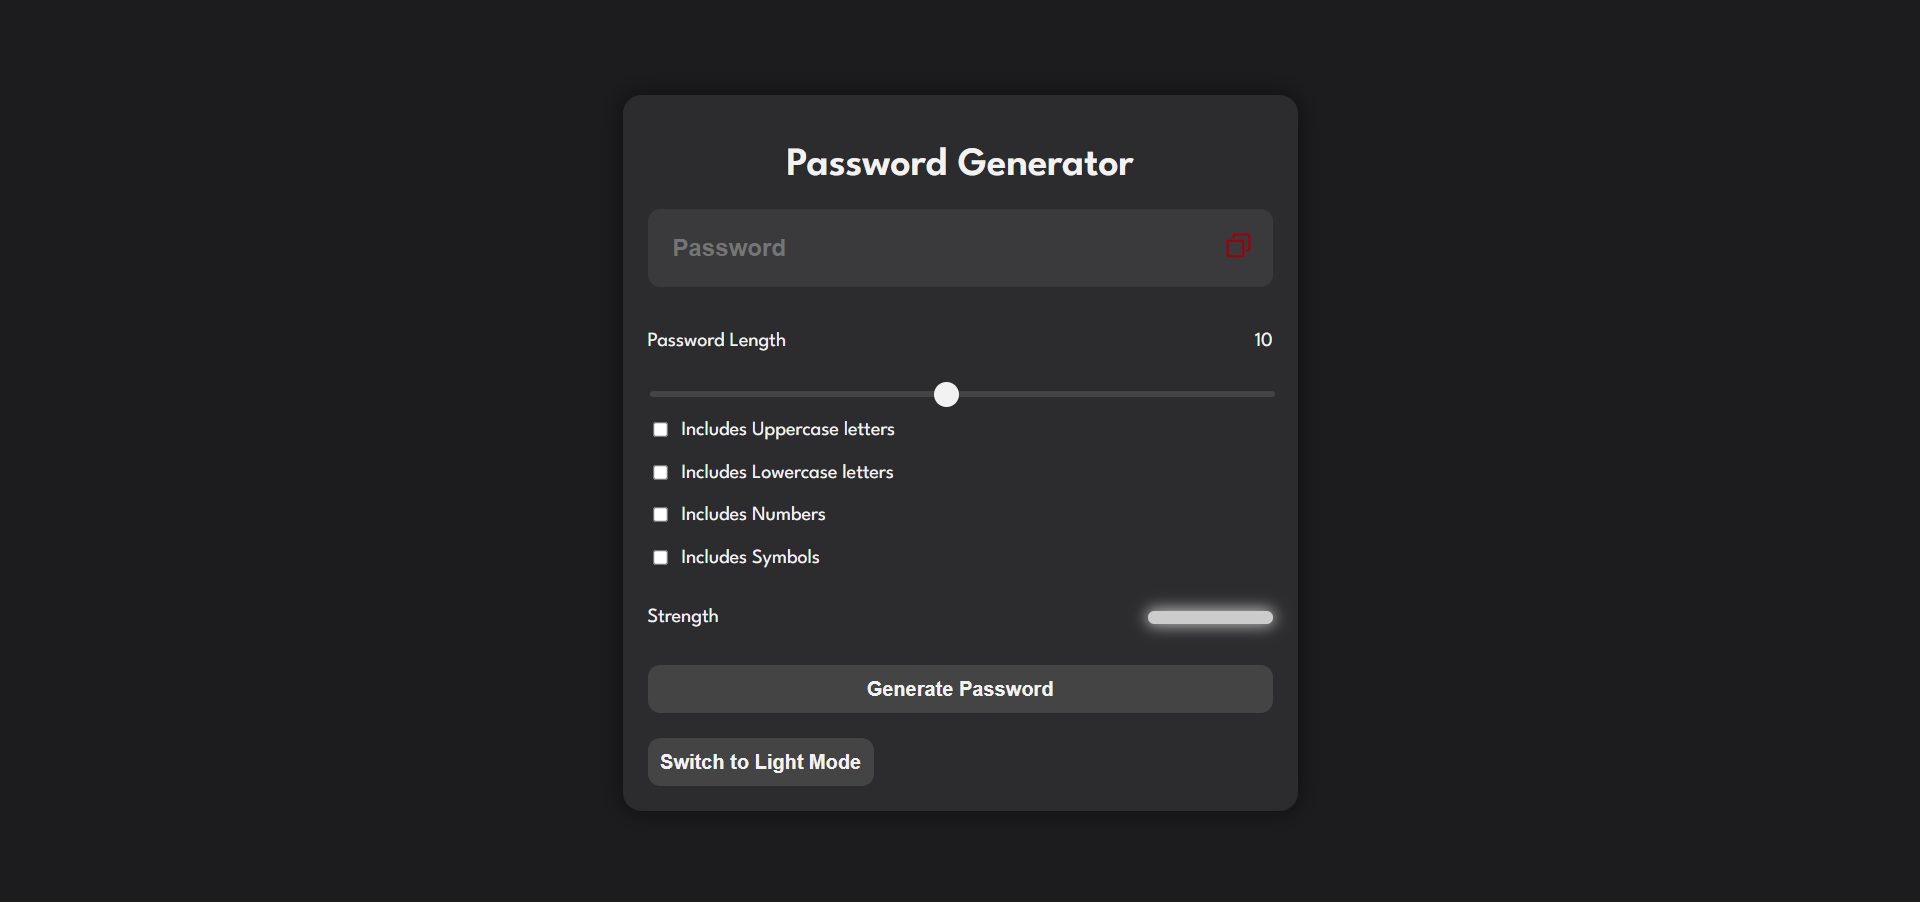 Password Generator
Password
Password Length 10
Includes Uppercase letters
Includes Lowercase letters
Includes Numbers
Includes Symbols
Strength
Generate Password
Switch to Light Mode